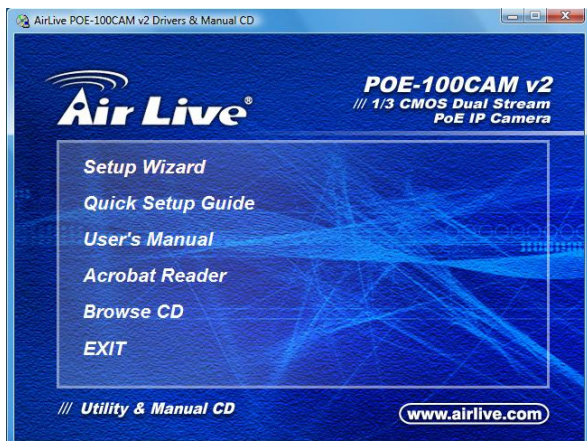 AirLive POE-100CAM v2 Drivers & Manual CD
Air Live®
POE-100CAM v2
/// 1/3 CMOS Dual Stream
PoE IP Camera
Setup Wizard
Quick Setup Guide
User's Manual
Acrobat Reader
Browse CD
EXIT
/// Utility & Manual CD
www.airlive.com